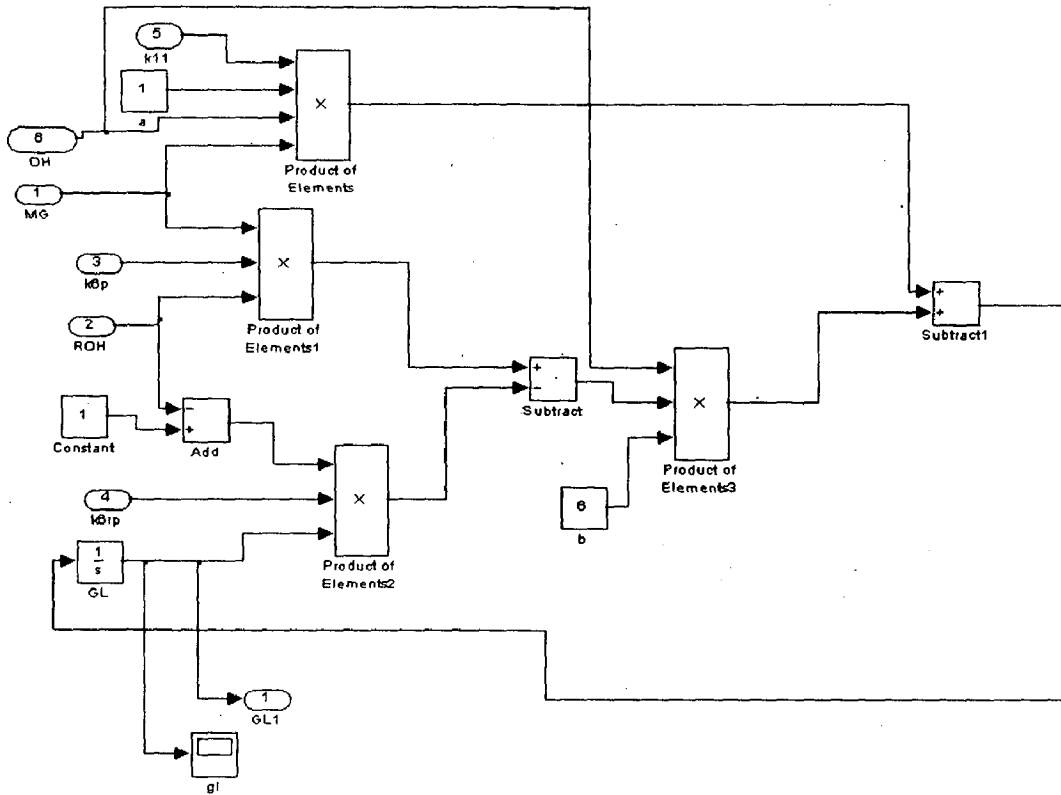 5
k11
1
a
6
OH
×
Product of
Elements
1
MG
3
k6p
×
Product of
Elements1
2
ROH
+
+
Subtract1
1
Constant
−
+
Add
+
−
Subtract
×
Product of
Elements3
6
b
4
k6rp
×
Product of
Elements2
1
s
GL
1
GL1
gl